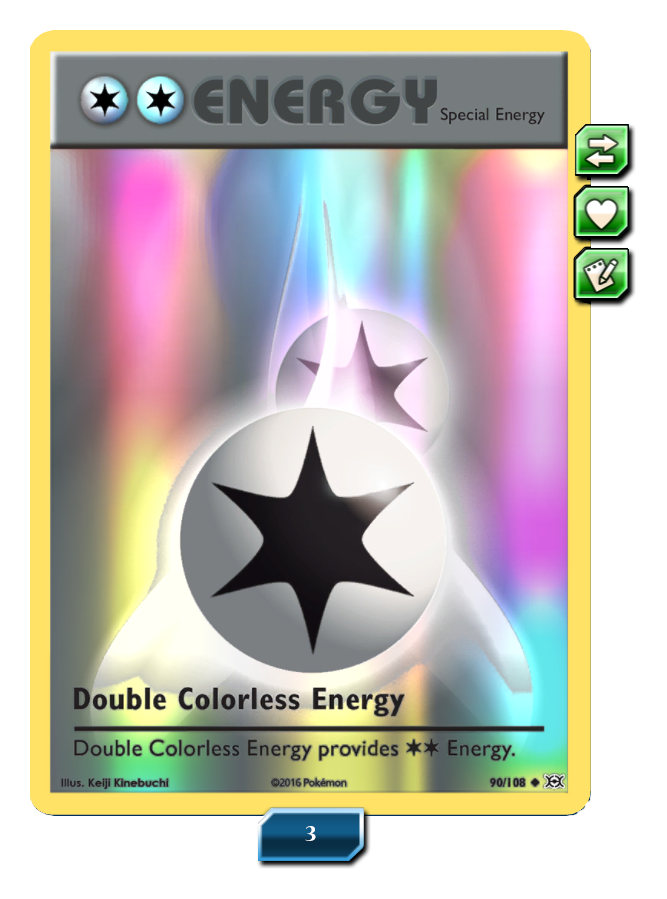 ENERGY Special Energy
Double Colorless Energy
Double Colorless Energy provides ✶✶ Energy.
Illus. Keiji Kinebuchi ©2016 Pokémon 90/108 ◆
3